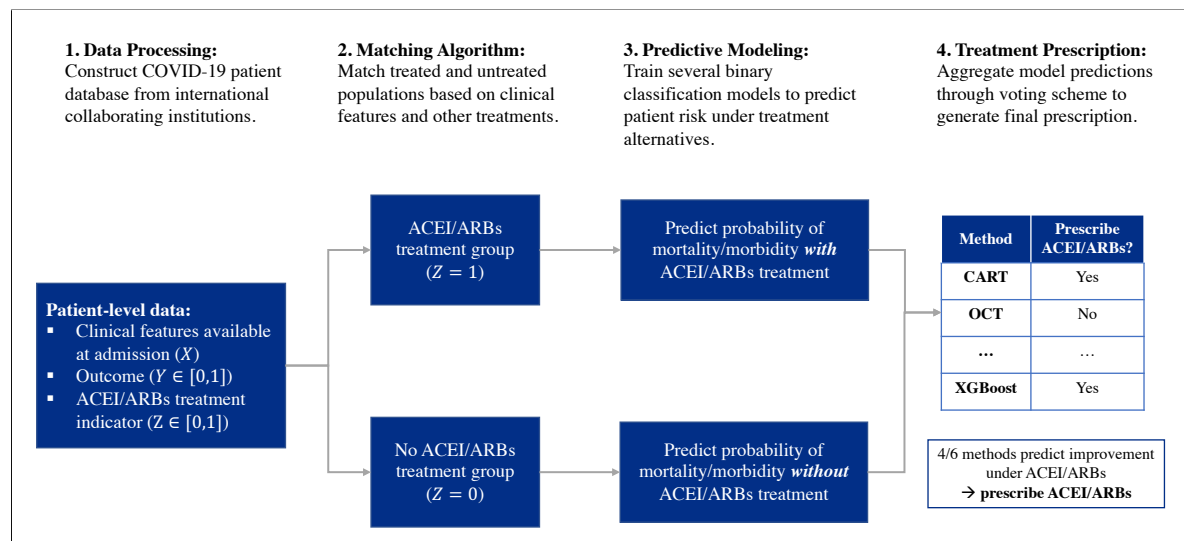 1. Data Processing:
Construct COVID-19 patient
database from international
collaborating institutions.
2. Matching Algorithm:
Match treated and untreated
populations based on clinical
features and other treatments.
3. Predictive Modeling:
Train several binary
classification models to predict
patient risk under treatment
alternatives.
4. Treatment Prescription:
Aggregate model predictions
through voting scheme to
generate final prescription.
Patient-level data:
▪ Clinical features available
at admission (𝑋)
▪ Outcome (𝑌 ∈ [0,1])
▪ ACEI/ARBs treatment
indicator (Z ∈ [0,1])
ACEI/ARBs
treatment group
(𝑍 = 1)
No ACEI/ARBs
treatment group
(𝑍 = 0)
Predict probability of
mortality/morbidity with
ACEI/ARBs treatment
Predict probability of
mortality/morbidity without
ACEI/ARBs treatment
Method Prescribe
ACEI/ARBs?
CART Yes
OCT No
... ...
XGBoost Yes
4/6 methods predict improvement
under ACEI/ARBs
→ prescribe ACEI/ARBs